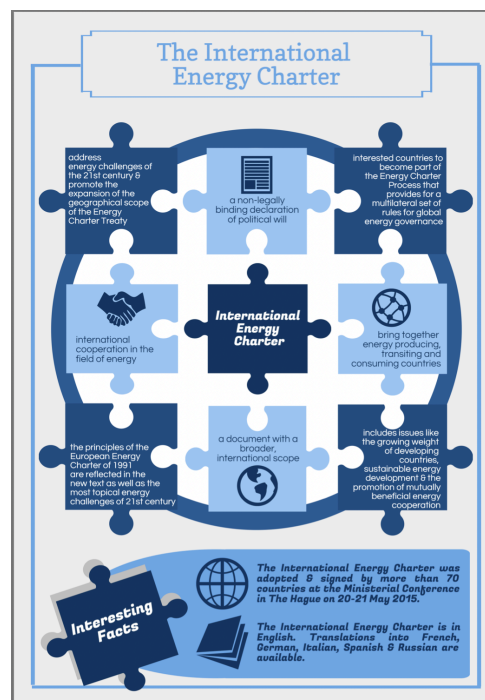 The International
Energy Charter
address
energy challenges of
the 21st century &
promote the
expansion of the
geographical scope
of the Energy
Charter Treaty
a non-legally
binding declaration
of political will
interested countries to
become part of
the Energy Charter
Process that
provides for a
multilateral set of
rules for global
energy governance
international
cooperation in the
field of energy
International
Energy
Charter
bring together
energy producing,
transiting and
consuming countries
the principles of the
European Energy
Charter of 1991
are reflected in the
new text as well as the
most topical energy
challenges of 21st century
a document with a
broader,
international scope
includes issues like
the growing weight
of developing
countries,
sustainable energy
development & the
promotion of mutually
beneficial energy
cooperation
Interesting
Facts
The International Energy Charter was
adopted & signed by more than 70
countries at the Ministerial Conference
in The Hague on 20-21 May 2015.
The International Energy Charter is in
English. Translations into French,
German, Italian, Spanish & Russian are
available.